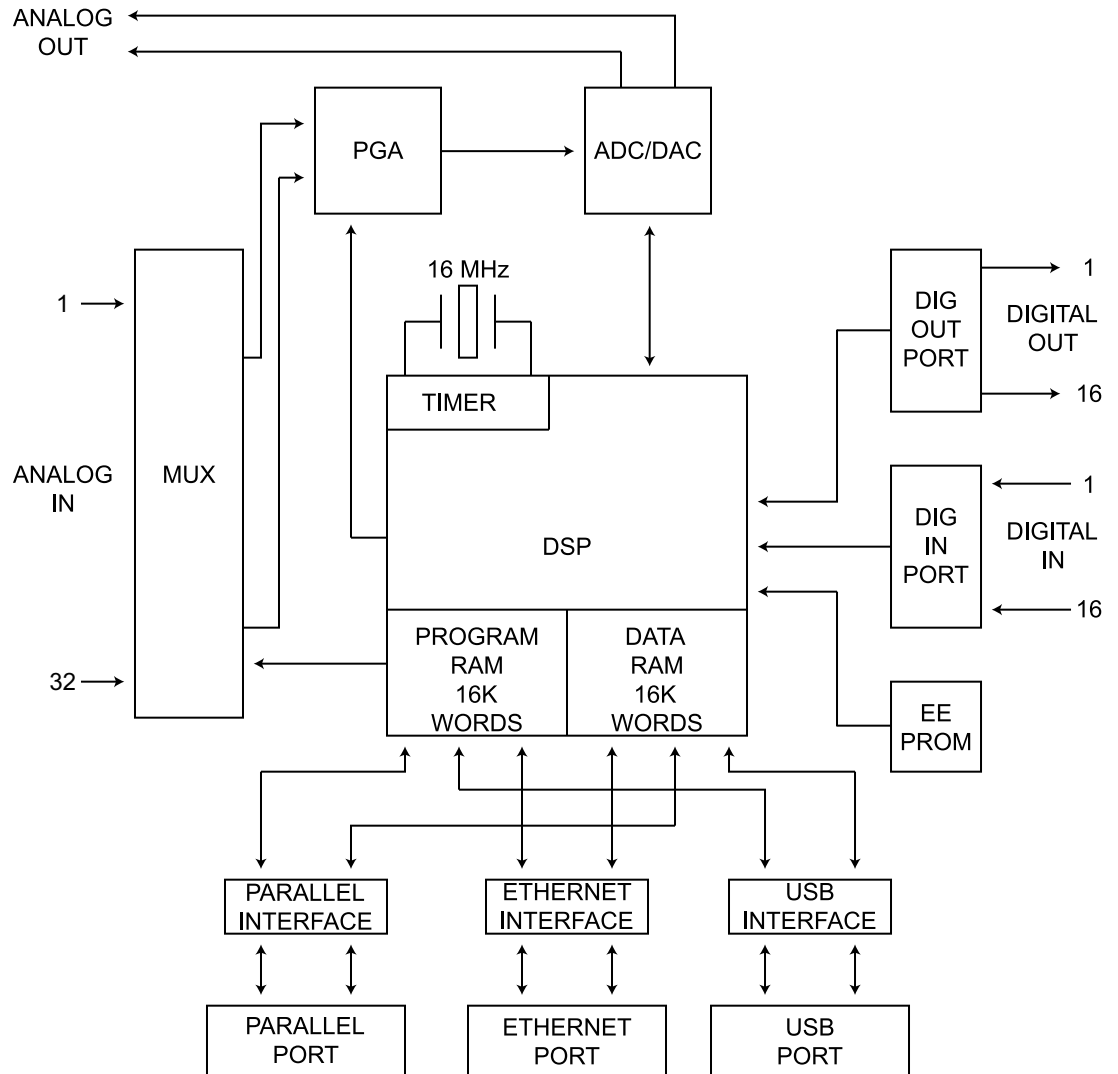 ANALOG
OUT
PGA
ADC/DAC
16 MHz
1
1
DIG
OUT
PORT
DIGITAL
OUT
TIMER
16
ANALOG
IN
MUX
1
DIG
IN
PORT
DIGITAL
IN
DSP
16
32
PROGRAM
RAM
16K
WORDS
DATA
RAM
16K
WORDS
EE
PROM
PARALLEL
INTERFACE
ETHERNET
INTERFACE
USB
INTERFACE
PARALLEL
PORT
ETHERNET
PORT
USB
PORT